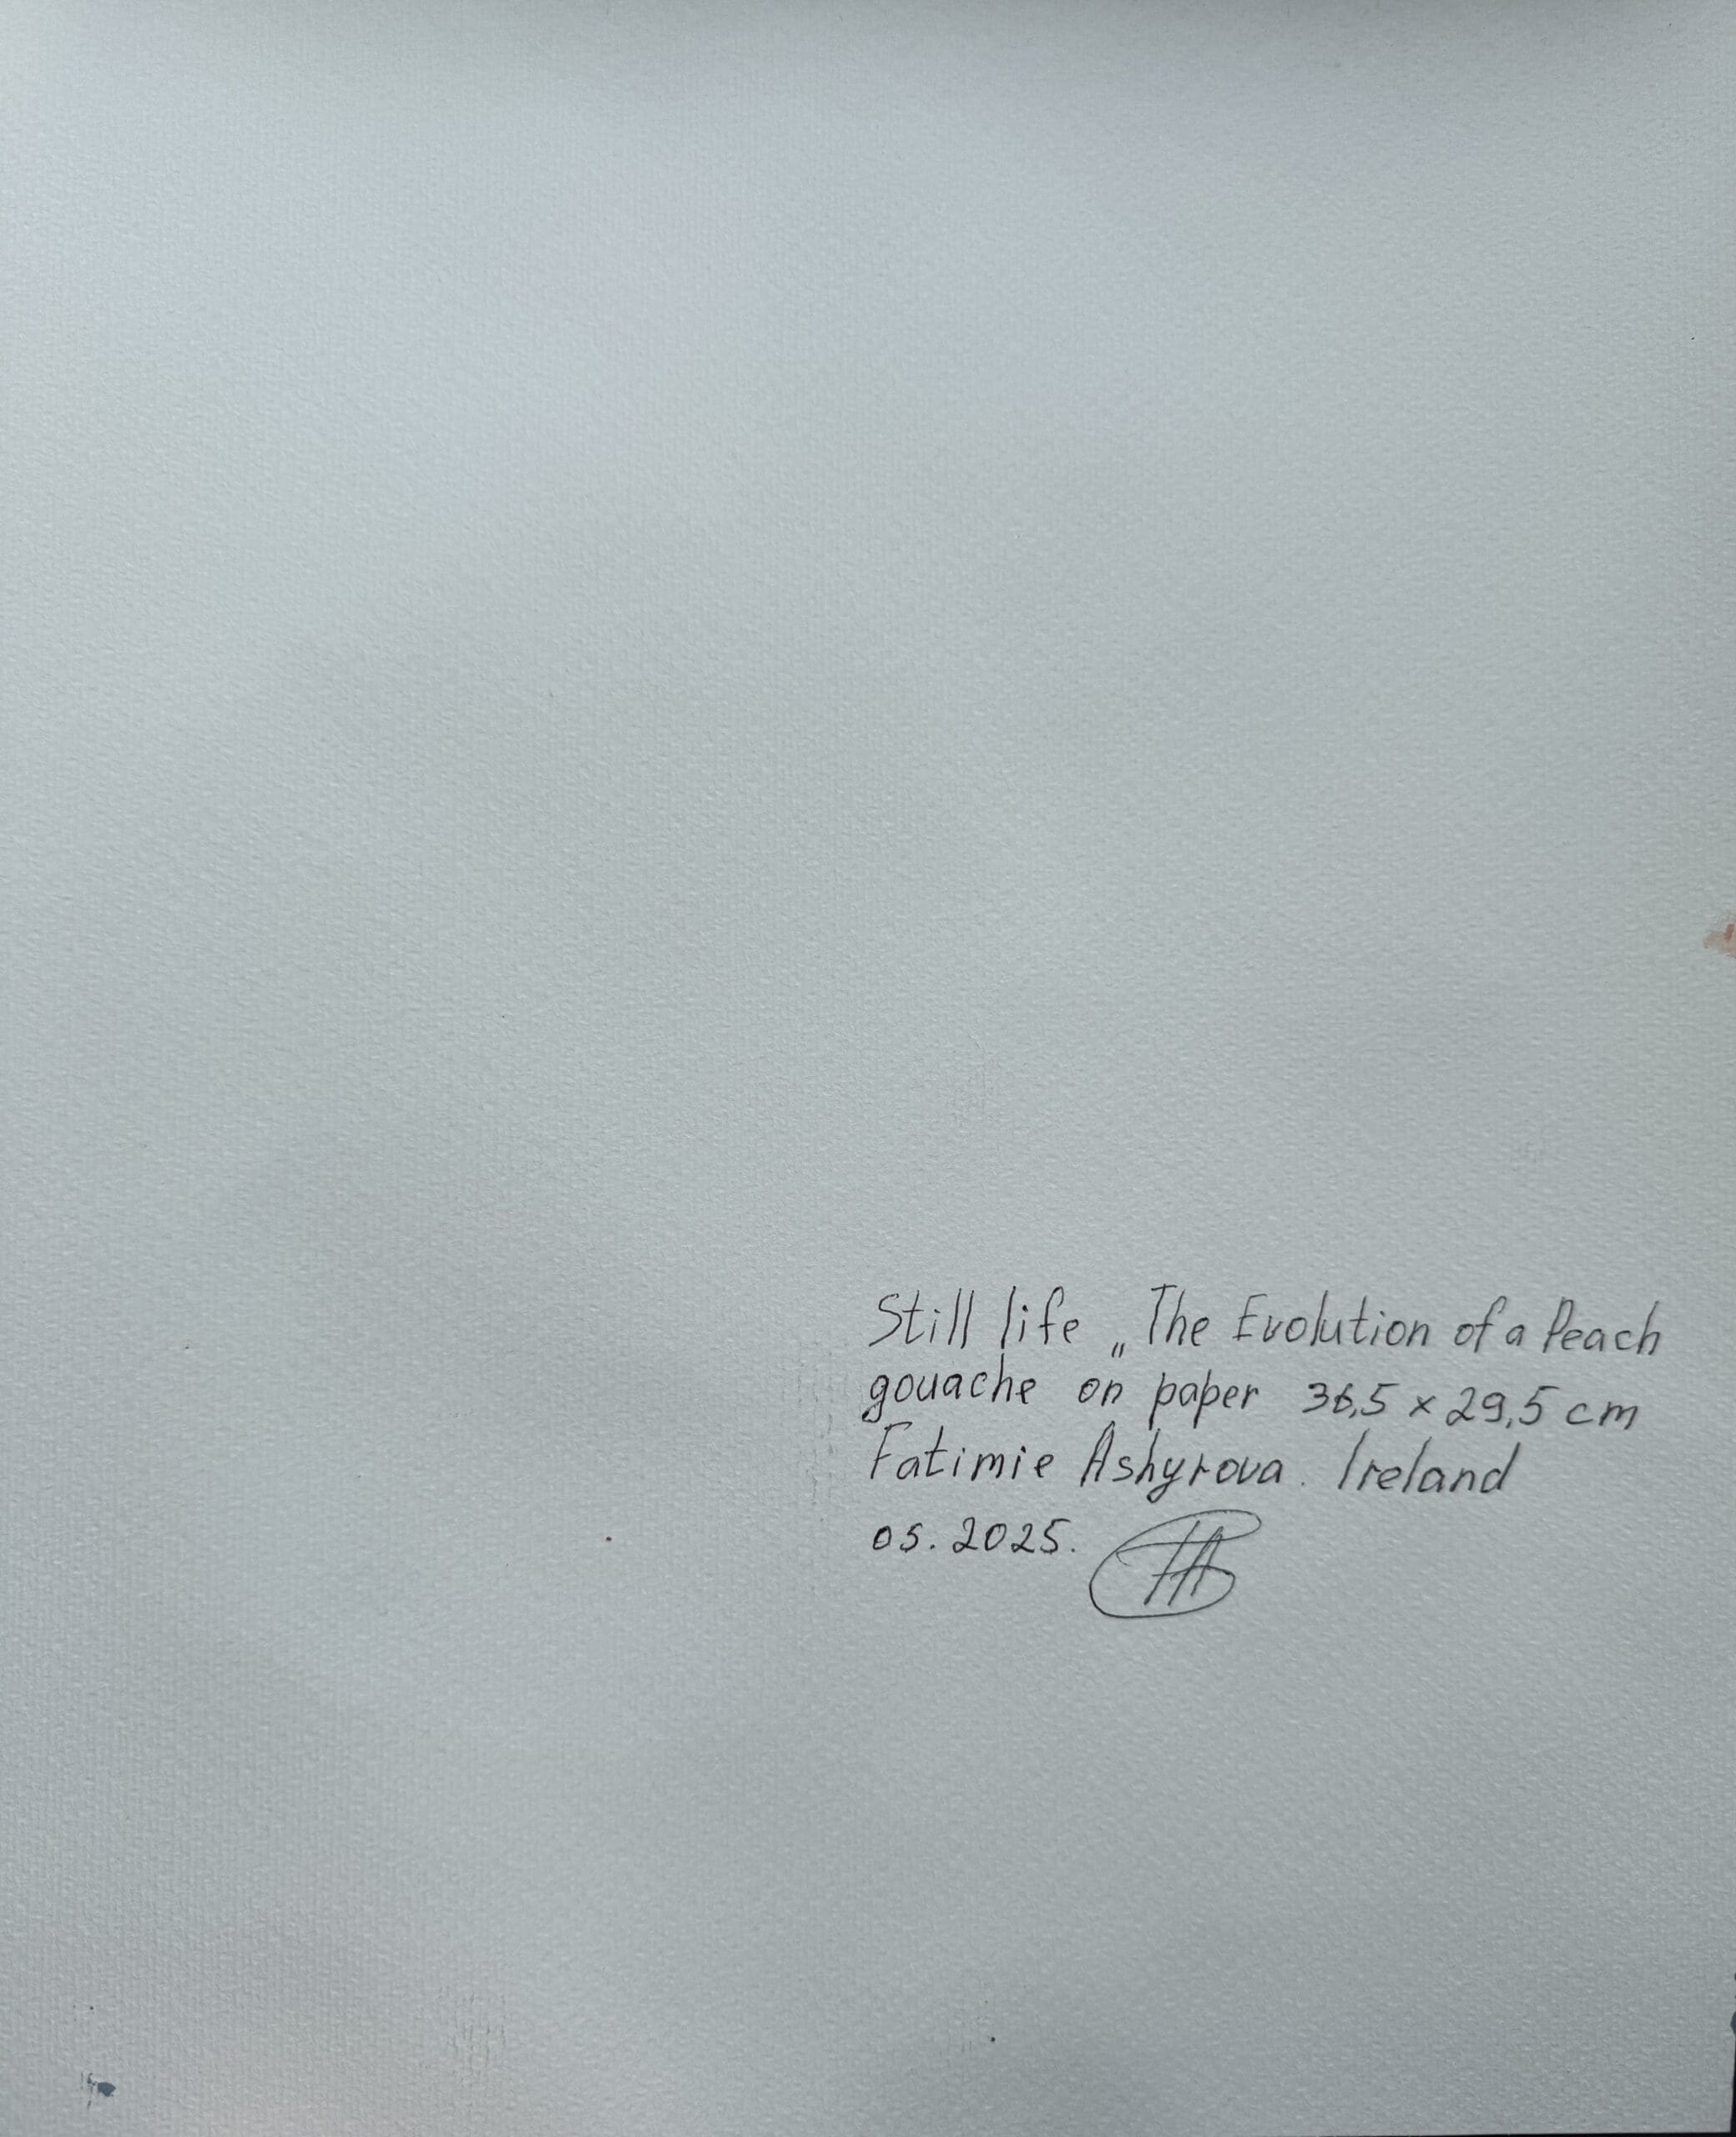 Still life „The Evolution of a Peach
gouache on paper 36,5 x 29,5 cm
Fatimie Ashyrova. Ireland
05. 2025.
FA